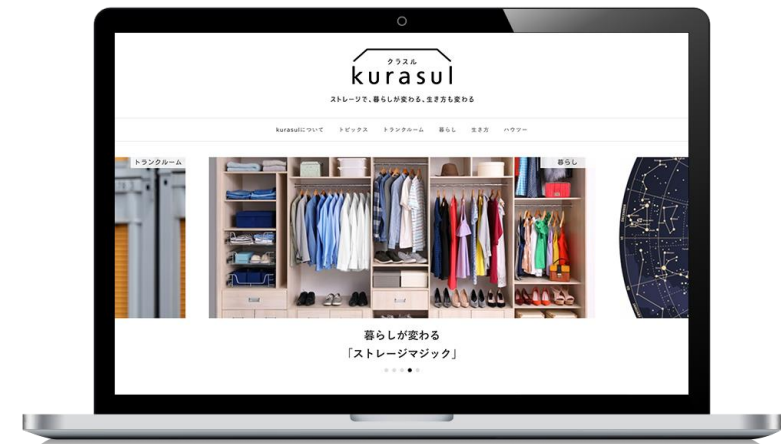 クラスル
kurasul
ストレージで、暮らしが変わる、生き方も変わる
kurasulについて トピックス トランクルーム 暮らし 生き方 ハウツー
トランクルーム
暮らし
暮らしが変わる
「ストレージマジック」